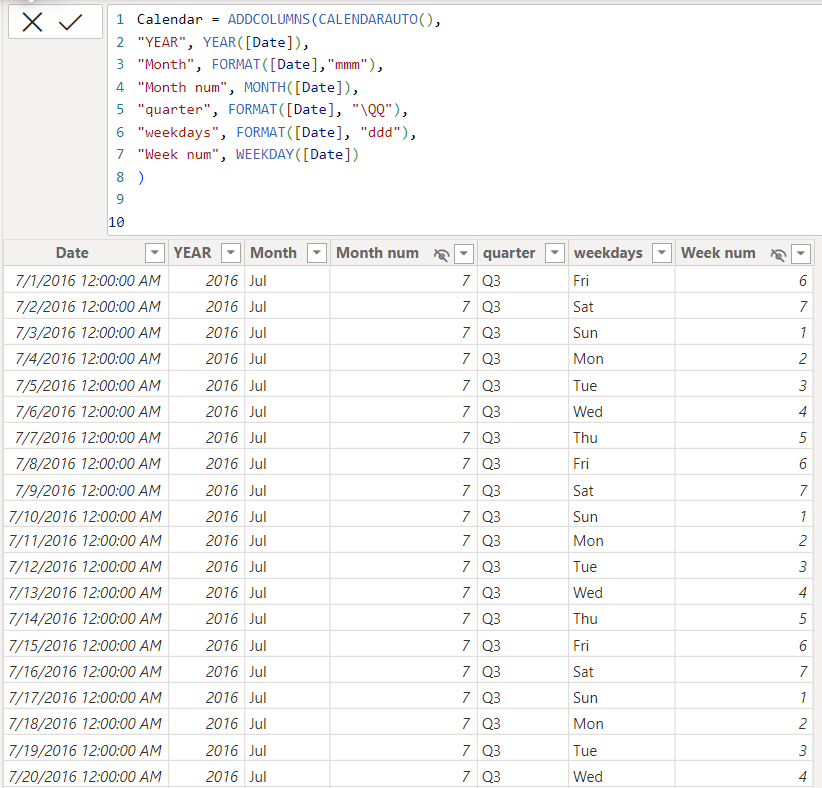 1 Calendar = ADDCOLUMNS(CALENDARAUTO(),
2 "YEAR", YEAR([Date]),
3 "Month", FORMAT([Date],"mmm"),
4 "Month num", MONTH([Date]),
5 "quarter", FORMAT([Date], "\QQ"),
6 "weekdays", FORMAT([Date], "ddd"),
7 "Week num", WEEKDAY([Date])
8 )
9
10
Date YEAR Month Month num quarter weekdays Week num
7/1/2016 12:00:00 AM 2016 Jul 7 Q3 Fri 6
7/2/2016 12:00:00 AM 2016 Jul 7 Q3 Sat 7
7/3/2016 12:00:00 AM 2016 Jul 7 Q3 Sun 1
7/4/2016 12:00:00 AM 2016 Jul 7 Q3 Mon 2
7/5/2016 12:00:00 AM 2016 Jul 7 Q3 Tue 3
7/6/2016 12:00:00 AM 2016 Jul 7 Q3 Wed 4
7/7/2016 12:00:00 AM 2016 Jul 7 Q3 Thu 5
7/8/2016 12:00:00 AM 2016 Jul 7 Q3 Fri 6
7/9/2016 12:00:00 AM 2016 Jul 7 Q3 Sat 7
7/10/2016 12:00:00 AM 2016 Jul 7 Q3 Sun 1
7/11/2016 12:00:00 AM 2016 Jul 7 Q3 Mon 2
7/12/2016 12:00:00 AM 2016 Jul 7 Q3 Tue 3
7/13/2016 12:00:00 AM 2016 Jul 7 Q3 Wed 4
7/14/2016 12:00:00 AM 2016 Jul 7 Q3 Thu 5
7/15/2016 12:00:00 AM 2016 Jul 7 Q3 Fri 6
7/16/2016 12:00:00 AM 2016 Jul 7 Q3 Sat 7
7/17/2016 12:00:00 AM 2016 Jul 7 Q3 Sun 1
7/18/2016 12:00:00 AM 2016 Jul 7 Q3 Mon 2
7/19/2016 12:00:00 AM 2016 Jul 7 Q3 Tue 3
7/20/2016 12:00:00 AM 2016 Jul 7 Q3 Wed 4